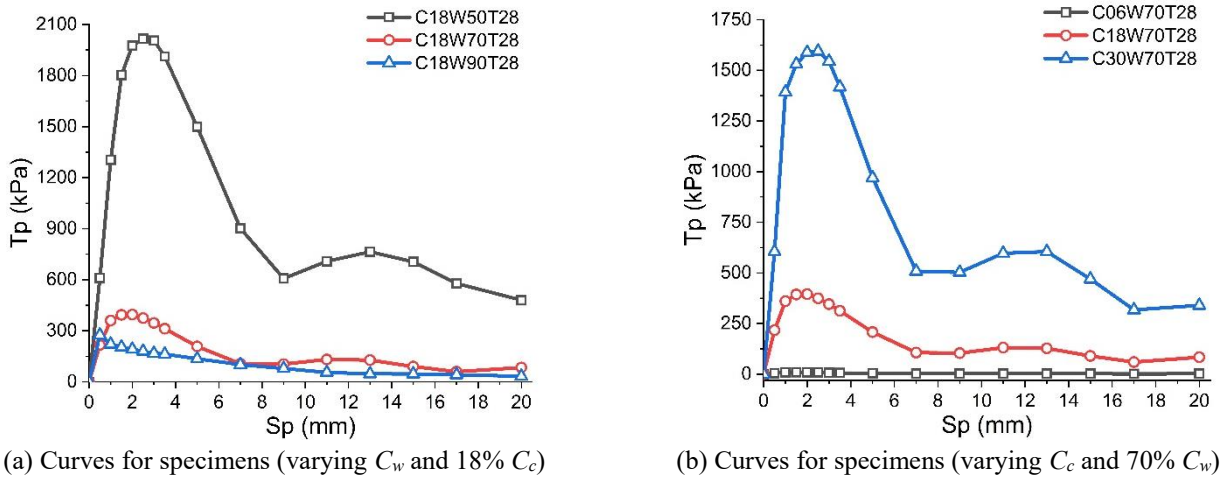 C18W50T28
C18W70T28
C18W90T28
2100
1800
1500
1200
900
600
300
0
Tp (kPa)
0 2 4 6 8 10 12 14 16 18 20
Sp (mm)
(a) Curves for specimens (varying Cw and 18% Cc)
C06W70T28
C18W70T28
C30W70T28
1750
1500
1250
1000
750
500
250
0
Tp (kPa)
0 2 4 6 8 10 12 14 16 18 20
Sp (mm)
(b) Curves for specimens (varying Cc and 70% Cw)